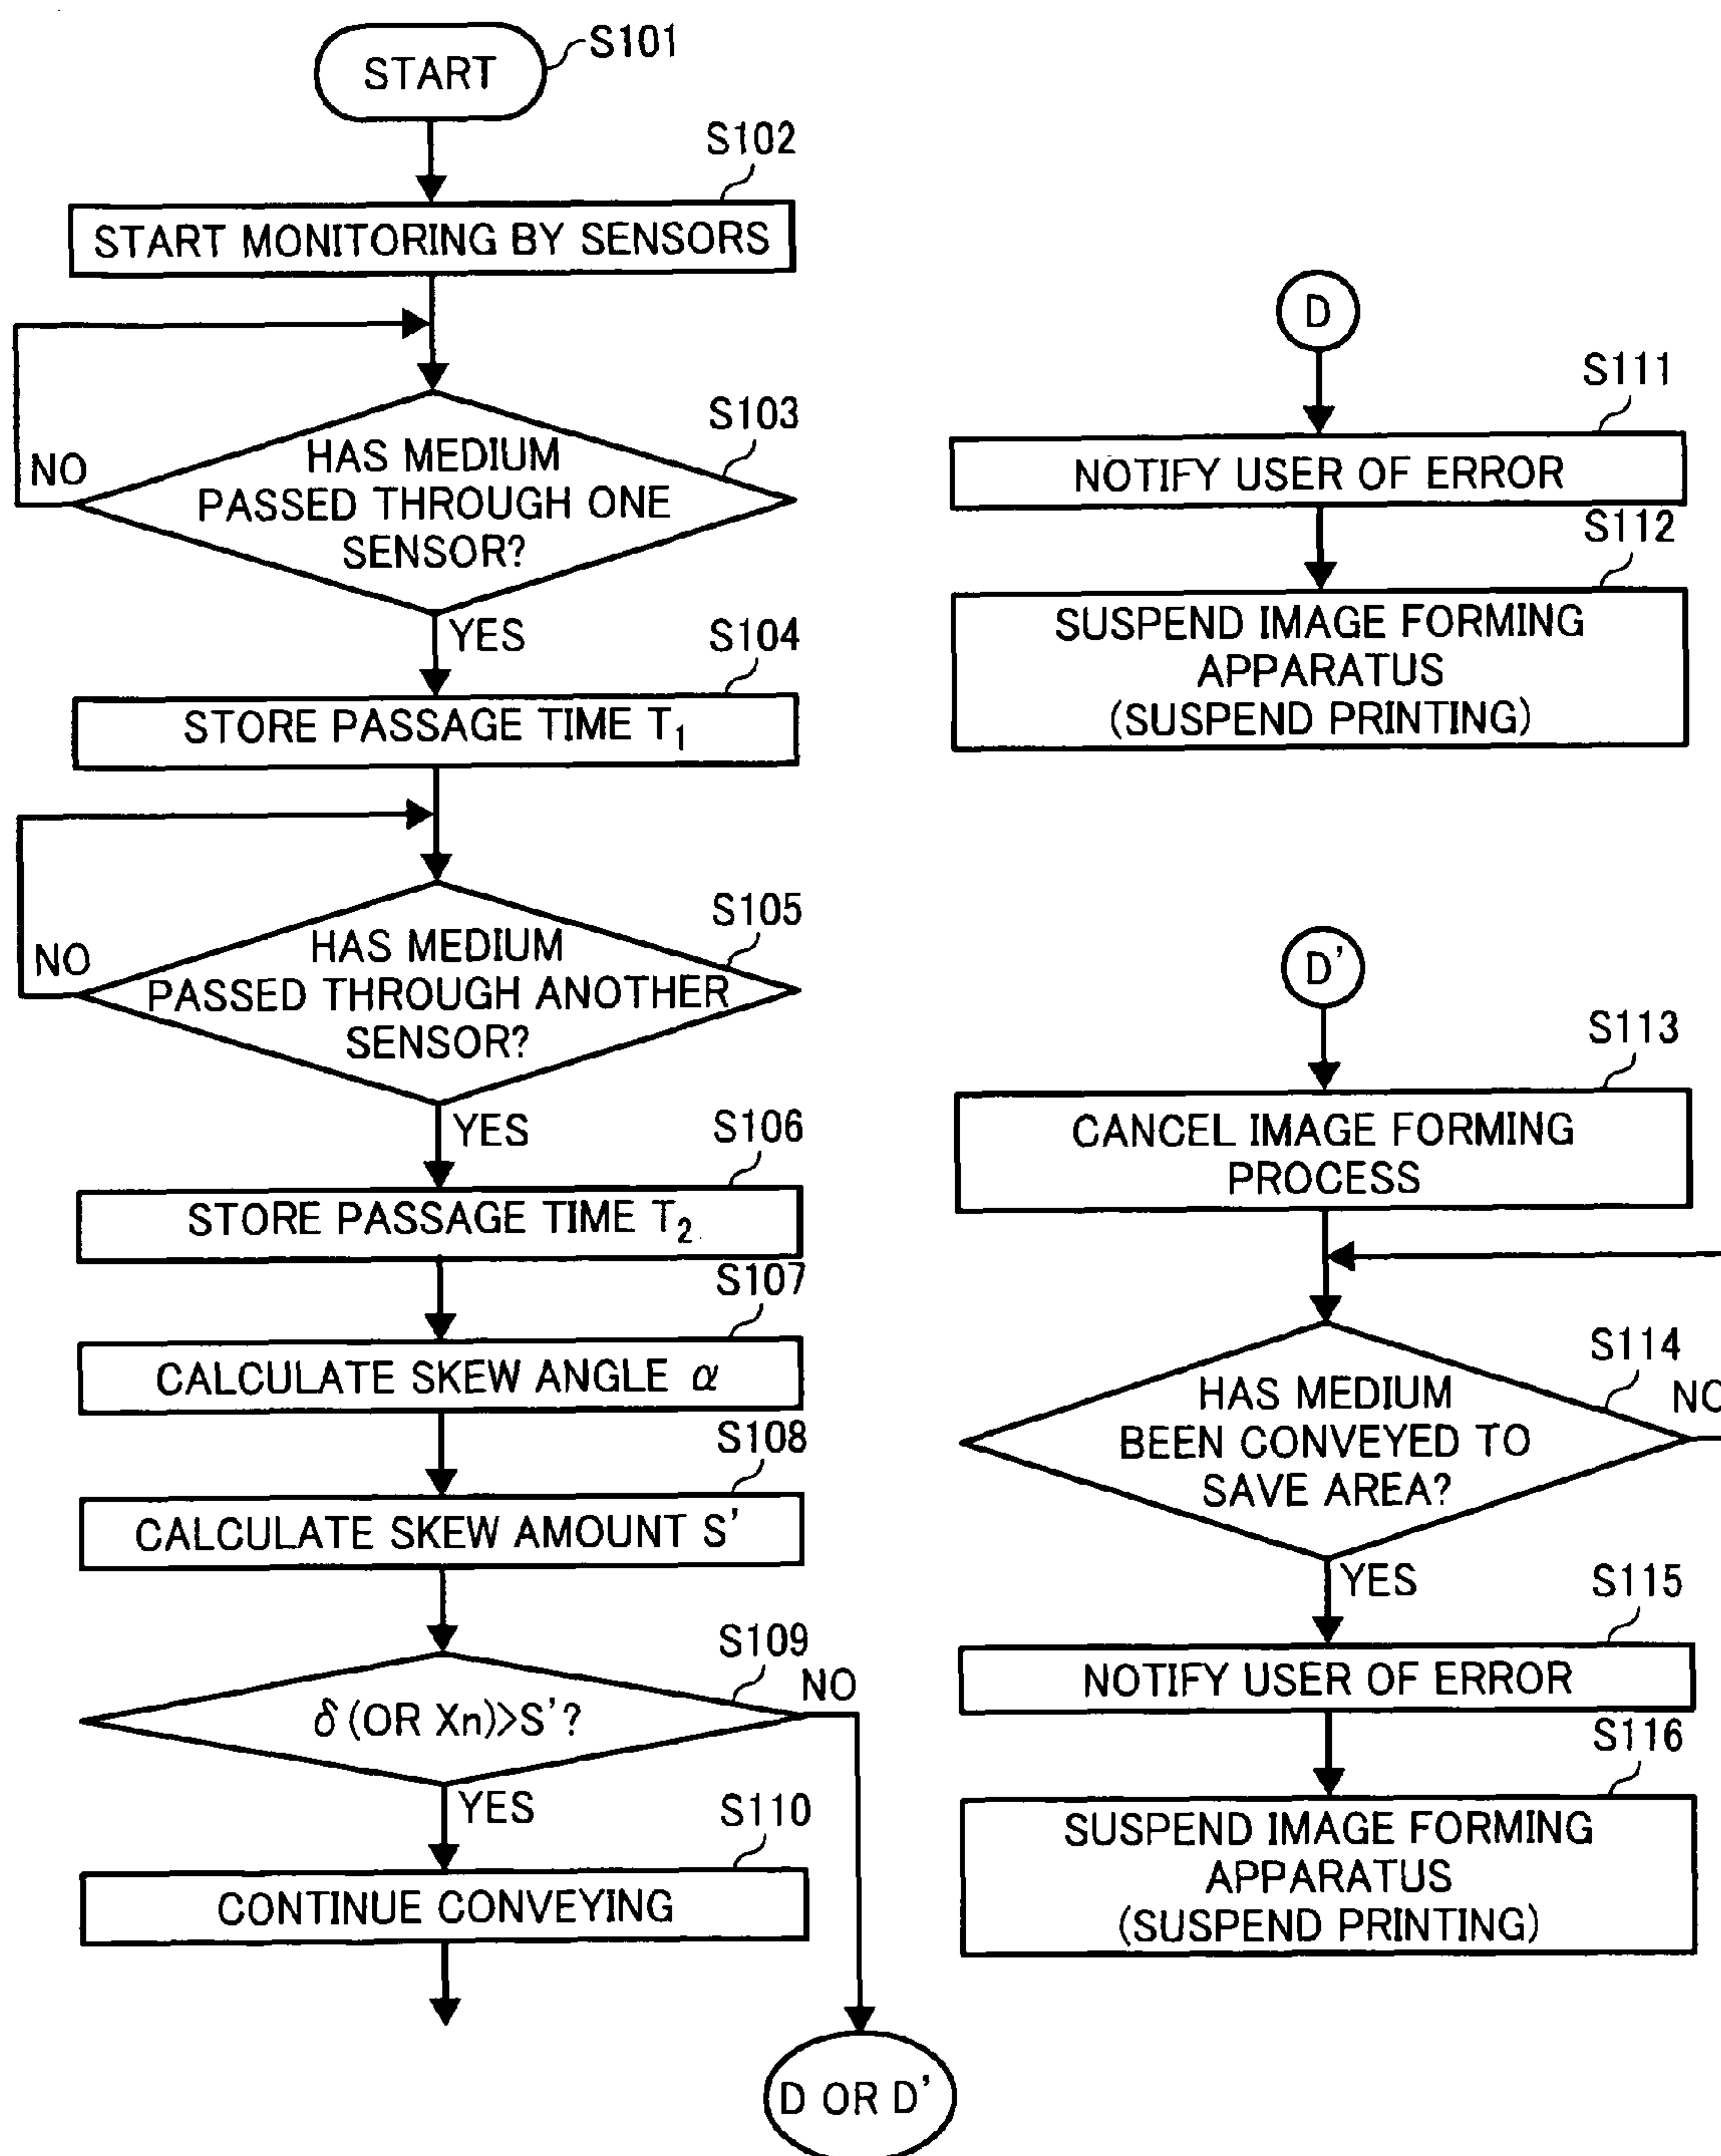 START
S101
S102
START MONITORING BY SENSORS
S103
HAS MEDIUM
PASSED THROUGH ONE
SENSOR?
NO
YES
S104
STORE PASSAGE TIME T₁
S105
HAS MEDIUM
PASSED THROUGH ANOTHER
SENSOR?
NO
YES
S106
STORE PASSAGE TIME T₂
S107
CALCULATE SKEW ANGLE α
S108
CALCULATE SKEW AMOUNT S'
S109
δ (OR Xn)>S'?
NO
YES
S110
CONTINUE CONVEYING
D OR D'
D
S111
NOTIFY USER OF ERROR
S112
SUSPEND IMAGE FORMING
APPARATUS
(SUSPEND PRINTING)
D'
S113
CANCEL IMAGE FORMING
PROCESS
S114
HAS MEDIUM
BEEN CONVEYED TO
SAVE AREA?
NO
YES
S115
NOTIFY USER OF ERROR
S116
SUSPEND IMAGE FORMING
APPARATUS
(SUSPEND PRINTING)